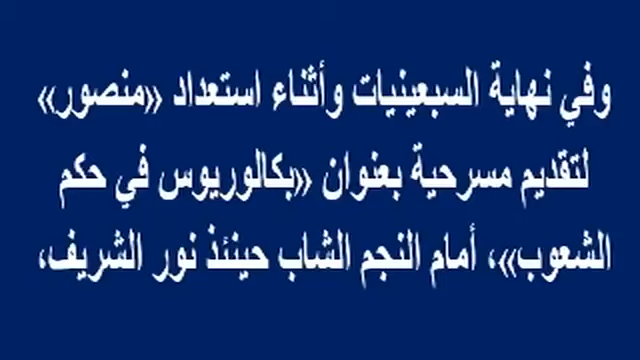 وفي نهاية السبعينيات وأثناء استعداد «منصور»
لتقديم مسرحية بعنوان «بكالوريوس في حكم
الشعوب»، أمام النجم الشاب حينئذ نور الشريف،